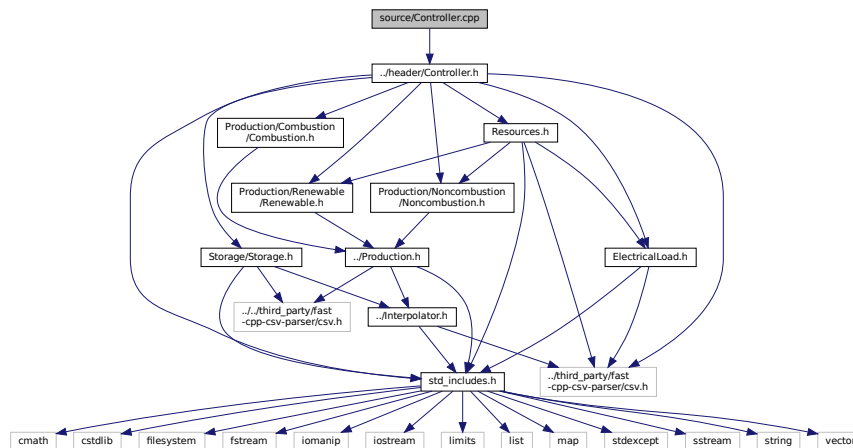 source/Controller.cpp
../header/Controller.h
Production/Combustion
/Combustion.h
Resources.h
Production/Renewable
/Renewable.h
Production/Noncombustion
/Noncombustion.h
Storage/Storage.h
../Production.h
ElectricalLoad.h
../../third_party/fast
-cpp-csv-parser/csv.h
../Interpolator.h
std_includes.h
../third_party/fast
-cpp-csv-parser/csv.h
cmath
cstdlib
filesystem
fstream
iomanip
iostream
limits
list
map
stdexcept
sstream
string
vector